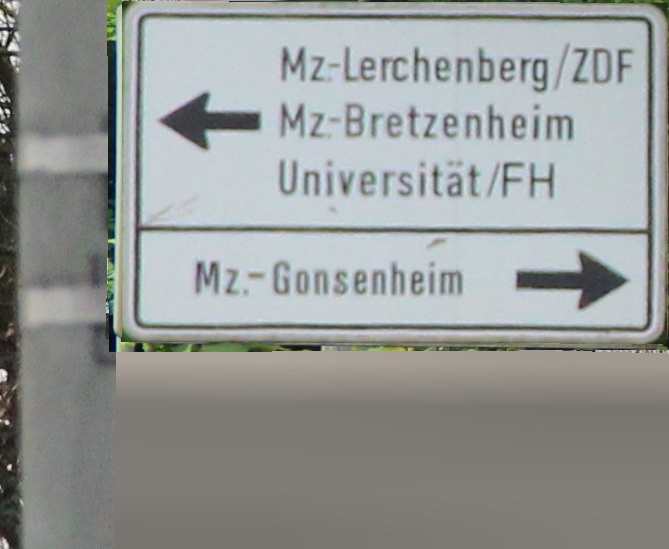 Mz.-Lerchenberg/ZDF
Mz.-Bretzenheim
Universität/FH
Mz.-Gonsenheim